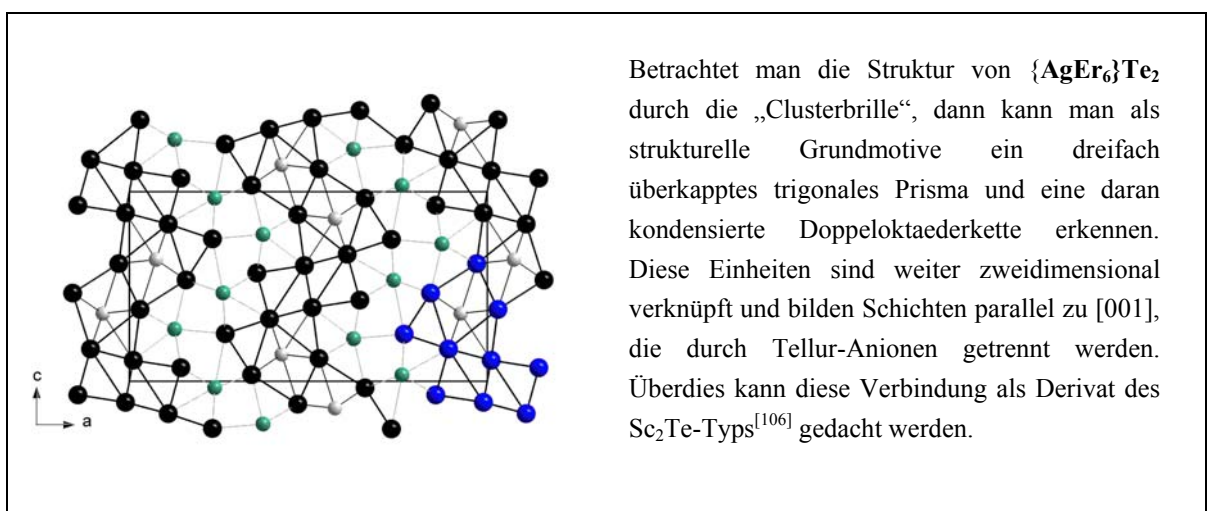 Betrachtet man die Struktur von {AgEr₆}Te₂
durch die „Clusterbrille“, dann kann man als
strukturelle Grundmotive ein dreifach
überkapptes trigonales Prisma und eine daran
kondensierte Doppeloktaederkette erkennen.
Diese Einheiten sind weiter zweidimensional
verknüpft und bilden Schichten parallel zu [001],
die durch Tellur-Anionen getrennt werden.
Überdies kann diese Verbindung als Derivat des
Sc₂Te-Typs[106] gedacht werden.
c
a